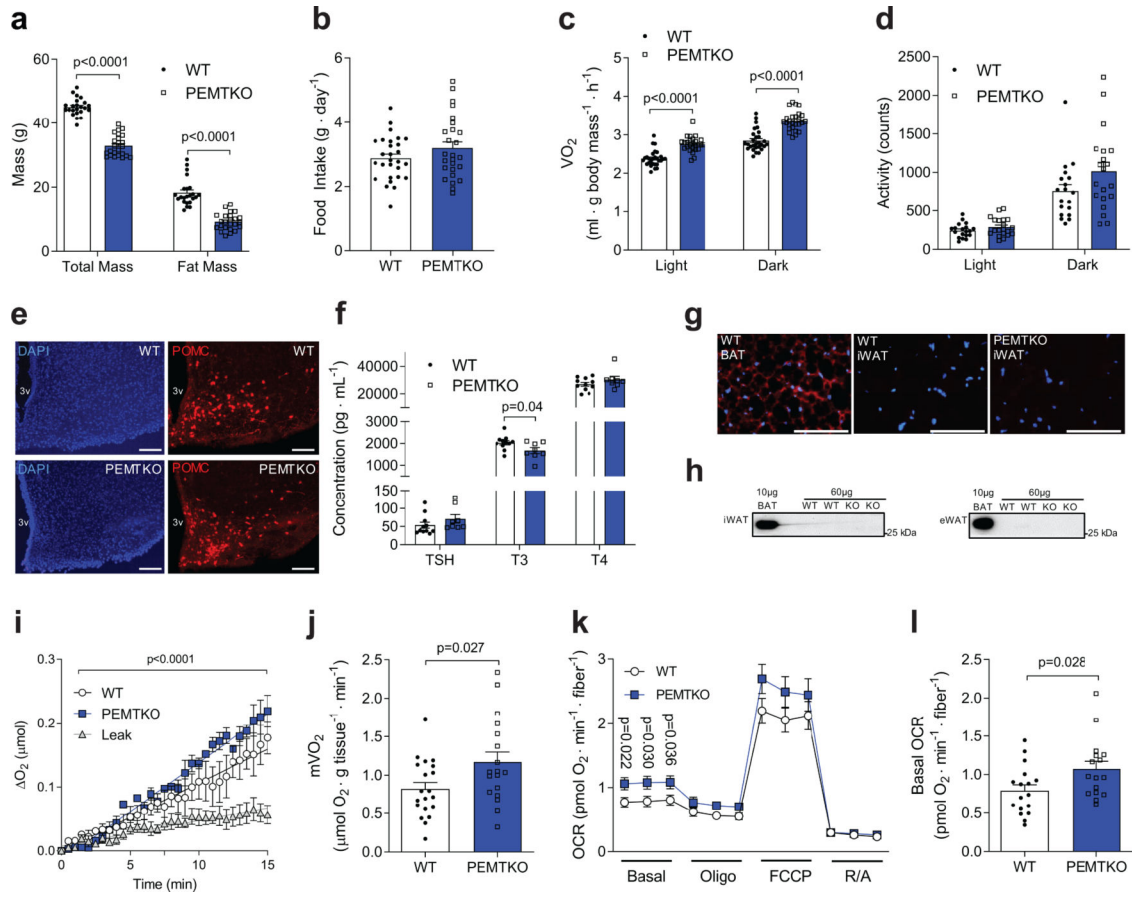 a
Mass (g)
60
40
20
0
p<0.0001
p<0.0001
WT
PEMTKO
Total Mass
Fat Mass
b
Food Intake (g · day-1)
6
4
2
0
WT
PEMTKO
c
WT
PEMTKO
VO2
(ml · g body mass-1 · h-1)
5
4
3
2
1
0
p<0.0001
p<0.0001
Light
Dark
d
Activity (counts)
2500
2000
1500
1000
500
0
WT
PEMTKO
Light
Dark
e
DAPI
WT
3v
POMC
WT
3v
DAPI
PEMTKO
3v
POMC
PEMTKO
3v
f
Concentration (pg · mL-1)
40000
20000
3000
2000
1000
150
100
50
0
WT
PEMTKO
p=0.04
TSH
T3
T4
g
WT
BAT
WT
iWAT
PEMTKO
iWAT
h
10µg
60µg
BAT
WT WT KO KO
iWAT
25 kDa
10µg
60µg
BAT
WT WT KO KO
eWAT
25 kDa
i
ΔO2 (µmol)
0.3
0.2
0.1
0.0
p<0.0001
WT
PEMTKO
Leak
0
5
10
15
Time (min)
j
mVO2
(µmol O2 · g tissue-1 · min-1)
2.5
2.0
1.5
1.0
0.5
0.0
p=0.027
WT
PEMTKO
k
OCR (pmol O2 · min-1 · fiber-1)
3
2
1
0
WT
PEMTKO
p=0.022
p=0.030
p=0.036
Basal
Oligo
FCCP
R/A
l
Basal OCR
(pmol O2 · min-1 · fiber-1)
2.5
2.0
1.5
1.0
0.5
0.0
p=0.028
WT
PEMTKO